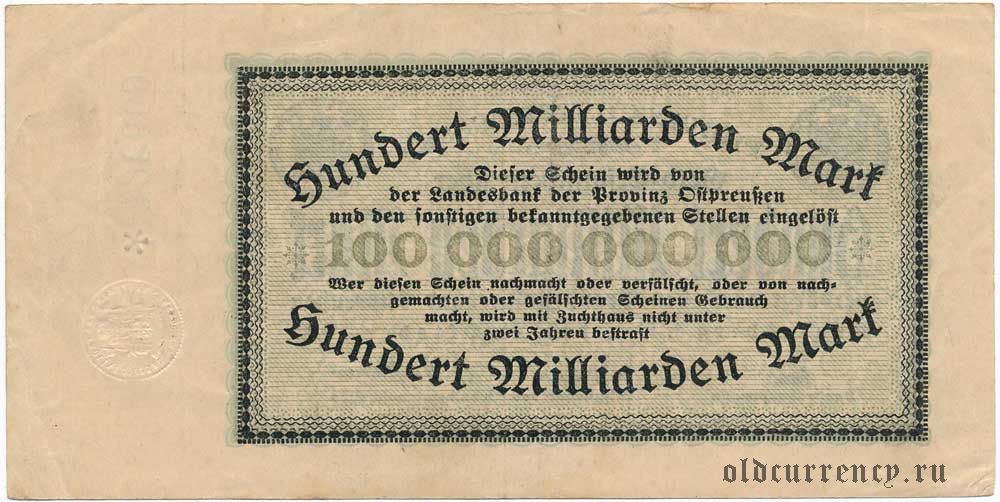 Hundert Milliarden Mark
Dieser Schein wird von
der Landesbank der Provinz Ostpreußen
und den sonstigen bekanntgegebenen Stellen eingelöst
100 000 000 000
Wer diesen Schein nachmacht oder verfälscht, oder von nach-
gemachten oder gefälschten Scheinen Gebrauch
macht, wird mit Zuchthaus nicht unter
zwei Jahren bestraft
Hundert Milliarden Mark
oldcurrency.ru